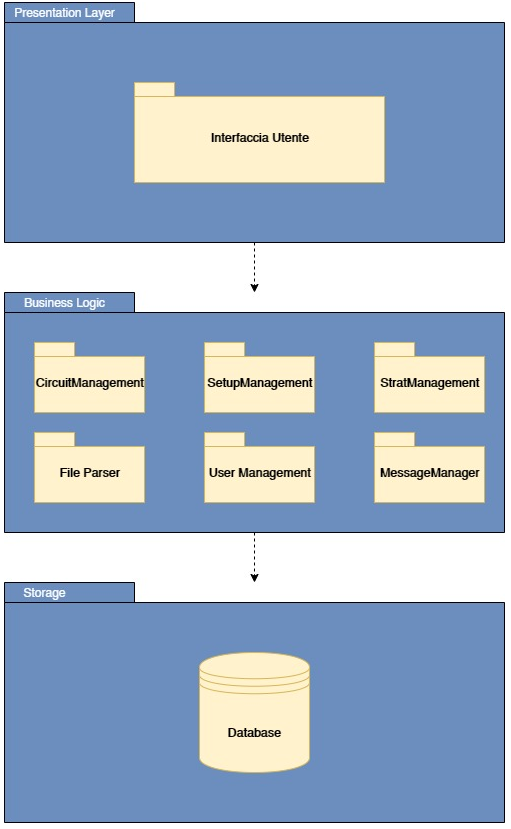 Presentation Layer
Interfaccia Utente
Business Logic
CircuitManagement
SetupManagement
StratManagement
File Parser
User Management
MessageManager
Storage
Database